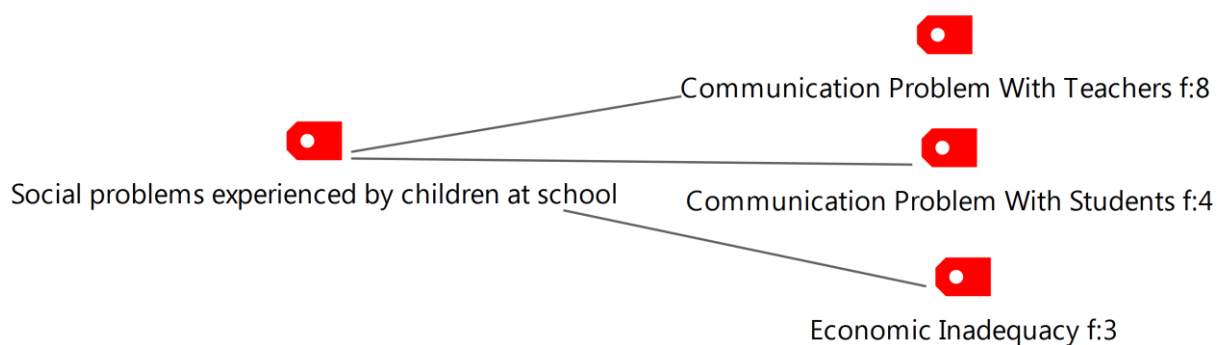 Communication Problem With Teachers f:8
Social problems experienced by children at school
Communication Problem With Students f:4
Economic Inadequacy f:3